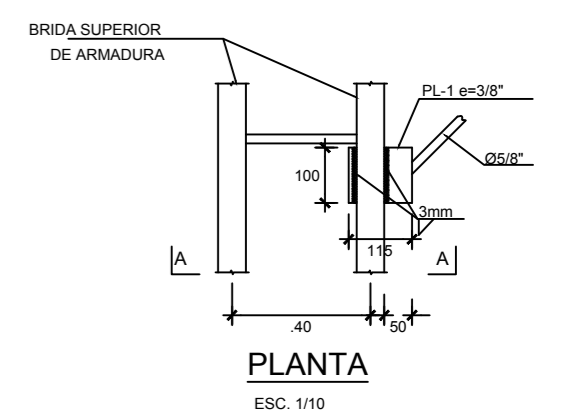 BRIDA SUPERIOR
DE ARMADURA
PL-1 e=3/8"
Ø5/8"
100
3mm
115
A
A
.40
50
PLANTA
ESC. 1/10